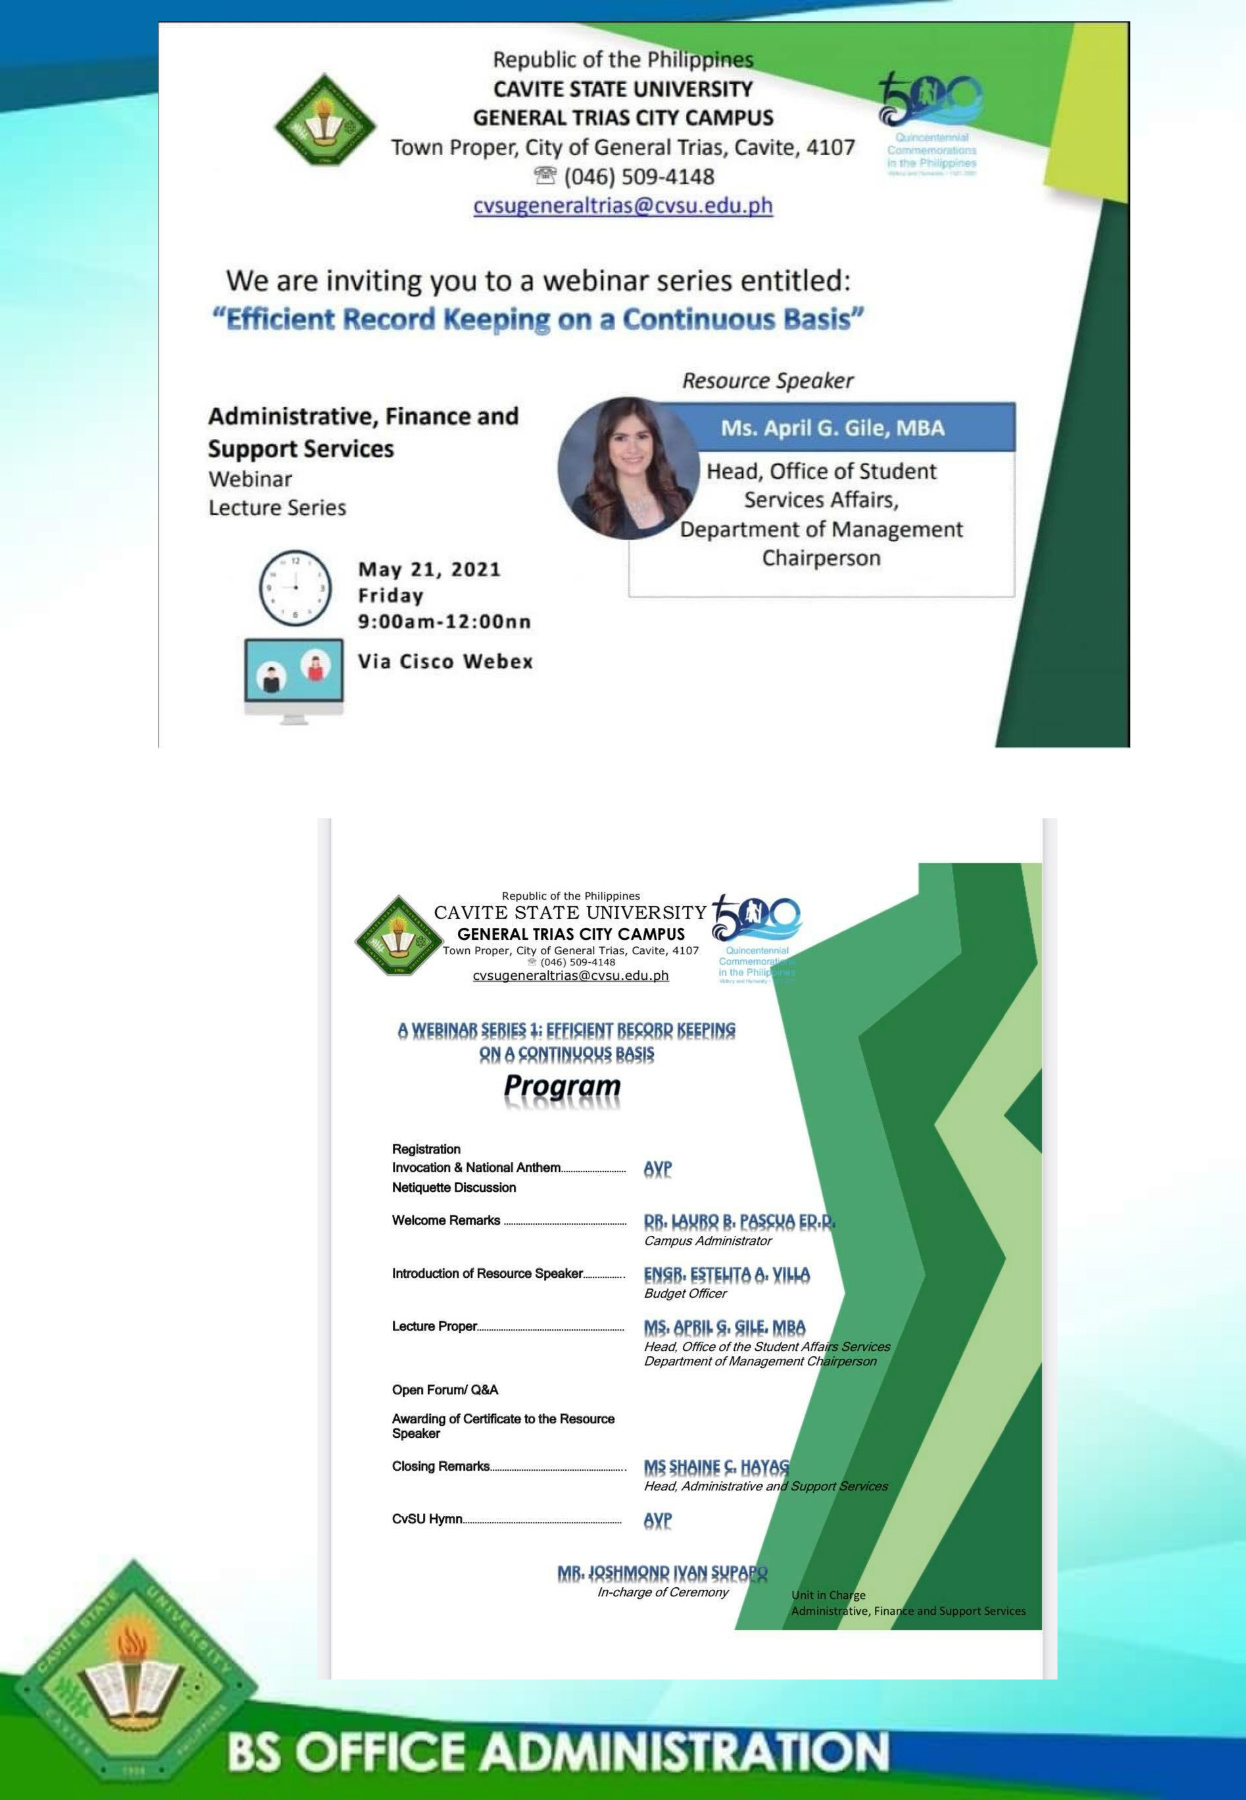 Republic of the Philippines
CAVITE STATE UNIVERSITY
GENERAL TRIAS CITY CAMPUS
Town Proper, City of General Trias, Cavite, 4107
☏ (046) 509-4148
cvsugeneraltrias@cvsu.edu.ph
500
Quincentennial
Commemorations
in the Philippines
We are inviting you to a webinar series entitled:
“Efficient Record Keeping on a Continuous Basis”
Resource Speaker
Administrative, Finance and
Support Services
Webinar
Lecture Series
Ms. April G. Gile, MBA
Head, Office of Student
Services Affairs,
Department of Management
Chairperson
May 21, 2021
Friday
9:00am-12:00nn
Via Cisco Webex
Republic of the Philippines
CAVITE STATE UNIVERSITY
GENERAL TRIAS CITY CAMPUS
Town Proper, City of General Trias, Cavite, 4107
☏ (046) 509-4148
cvsugeneraltrias@cvsu.edu.ph
500
Quincentennial
Commemorations
in the Philippines
A WEBINAR SERIES 1: EFFICIENT RECORD KEEPING
ON A CONTINUOUS BASIS
Program
Registration
Invocation & National Anthem.......................... AVP
Netiquette Discussion
Welcome Remarks .................................................. DR. LAURO B. PASCUA ED.D.
Campus Administrator
Introduction of Resource Speaker................. ENGR. ESTELITA A. VILLA
Budget Officer
Lecture Proper............................................................ MS. APRIL G. GILE, MBA
Head, Office of the Student Affairs Services
Department of Management Chairperson
Open Forum/ Q&A
Awarding of Certificate to the Resource
Speaker
Closing Remarks....................................................... MS SHAINE C. HAYAG
Head, Administrative and Support Services
CvSU Hymn................................................................ AVP
MR. JOSHMOND IVAN SUPAPO
In-charge of Ceremony
Unit in Charge
Administrative, Finance and Support Services
CAVITE STATE UNIVERSITY
CAVITE PHILIPPINES
1906
BS OFFICE ADMINISTRATION